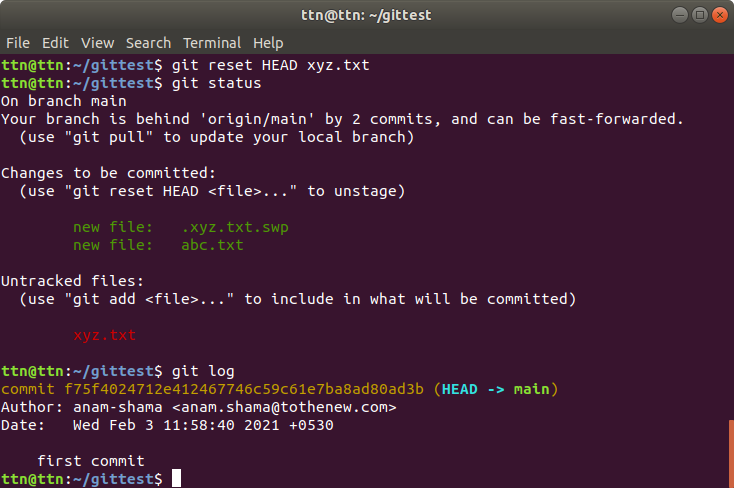 ttn@ttn: ~/gittest
File Edit View Search Terminal Help
ttn@ttn:~/gittest$ git reset HEAD xyz.txt
ttn@ttn:~/gittest$ git status
On branch main
Your branch is behind 'origin/main' by 2 commits, and can be fast-forwarded.
  (use "git pull" to update your local branch)
Changes to be committed:
  (use "git reset HEAD <file>..." to unstage)
        new file:   .xyz.txt.swp
        new file:   abc.txt
Untracked files:
  (use "git add <file>..." to include in what will be committed)
        xyz.txt
ttn@ttn:~/gittest$ git log
commit f75f4024712e412467746c59c61e7ba8ad80ad3b (HEAD -> main)
Author: anam-shama <anam.shama@tothenew.com>
Date:   Wed Feb 3 11:58:40 2021 +0530
    first commit
ttn@ttn:~/gittest$